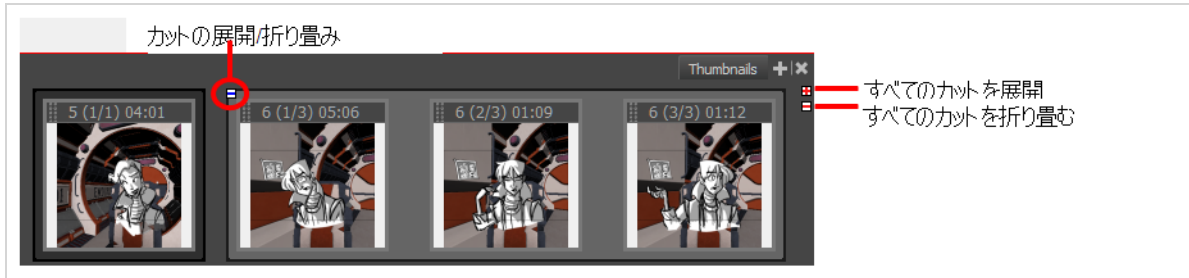 カットの展開/折り畳み
Thumbnails
すべてのカットを展開
すべてのカットを折り畳む
5 (1/1) 04:01
6 (1/3) 05:06
6 (2/3) 01:09
6 (3/3) 01:12